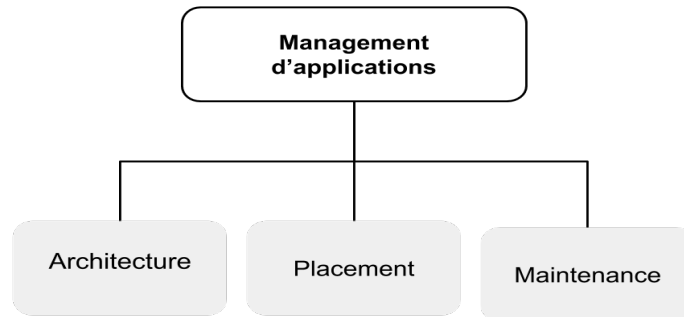 Management
d’applications
Architecture
Placement
Maintenance